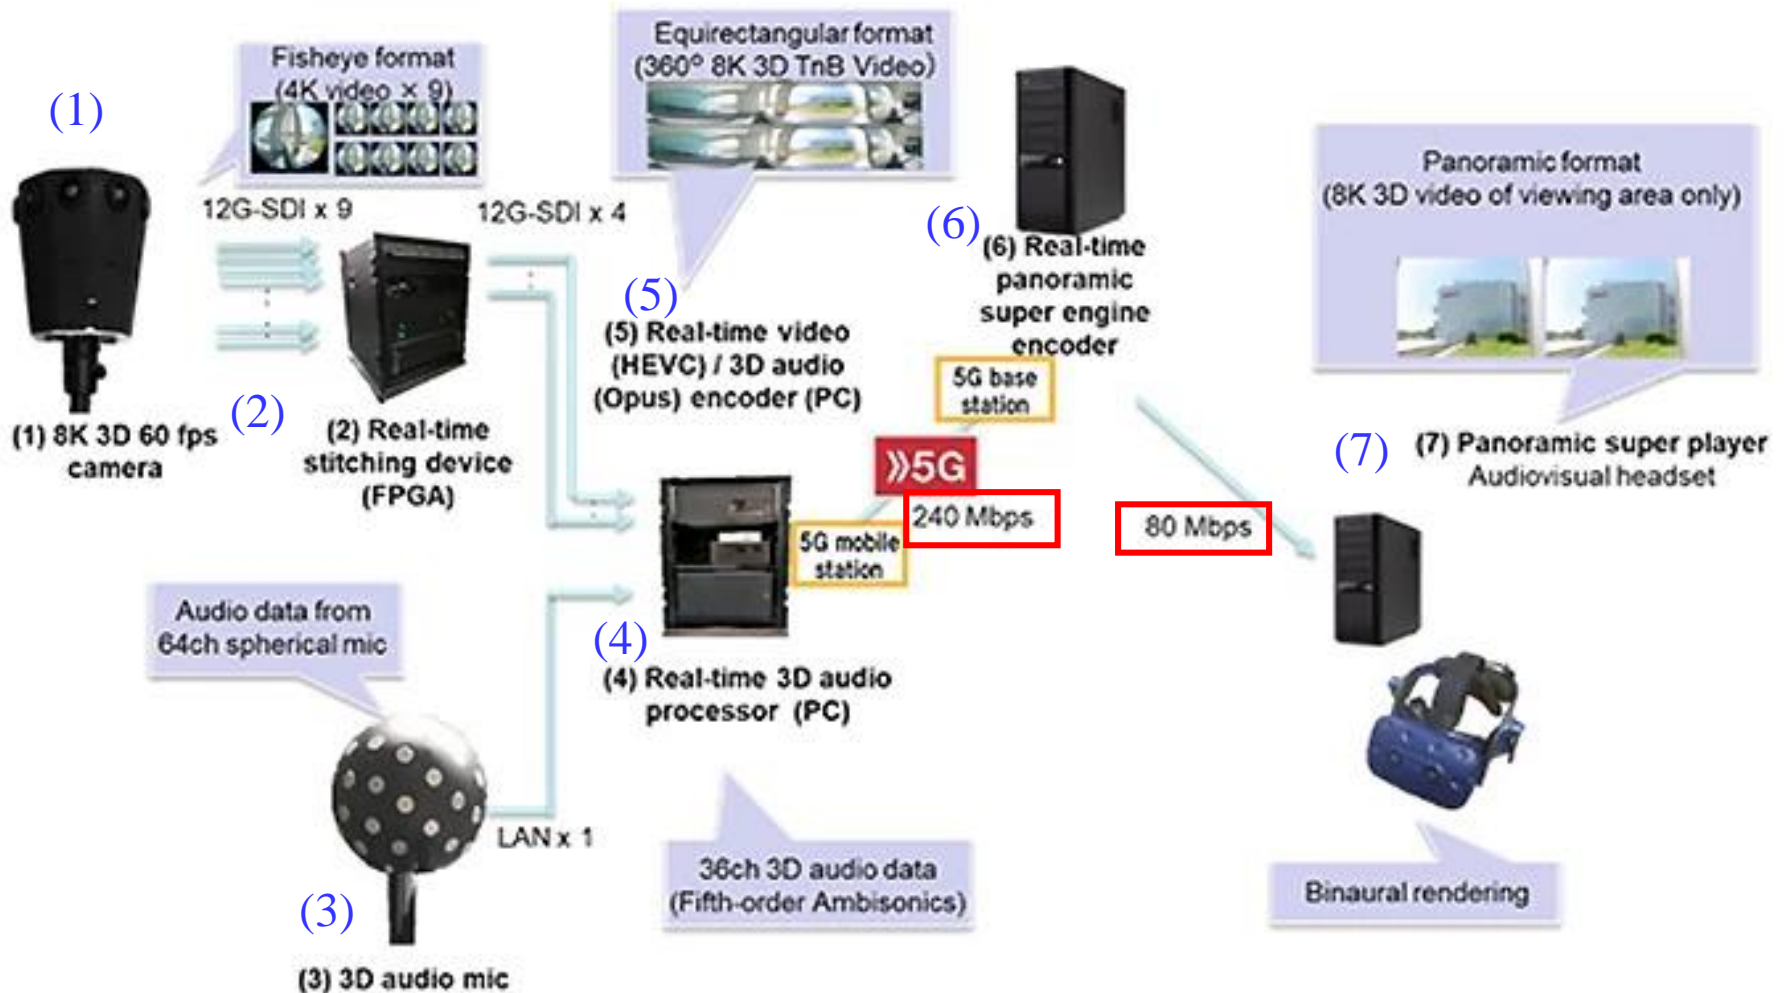 (1)
Fisheye format
(4K video × 9)
12G-SDI x 9
12G-SDI x 4
(1) 8K 3D 60 fps
camera
(2)
(2) Real-time
stitching device
(FPGA)
Equirectangular format
(360° 8K 3D TnB Video)
(5)
(5) Real-time video
(HEVC) / 3D audio
(Opus) encoder (PC)
(6)
(6) Real-time
panoramic
super engine
encoder
5G base
station
5G
240 Mbps
5G mobile
station
80 Mbps
Panoramic format
(8K 3D video of viewing area only)
(7)
(7) Panoramic super player
Audiovisual headset
Audio data from
64ch spherical mic
(4)
(4) Real-time 3D audio
processor (PC)
LAN x 1
36ch 3D audio data
(Fifth-order Ambisonics)
Binaural rendering
(3)
(3) 3D audio mic